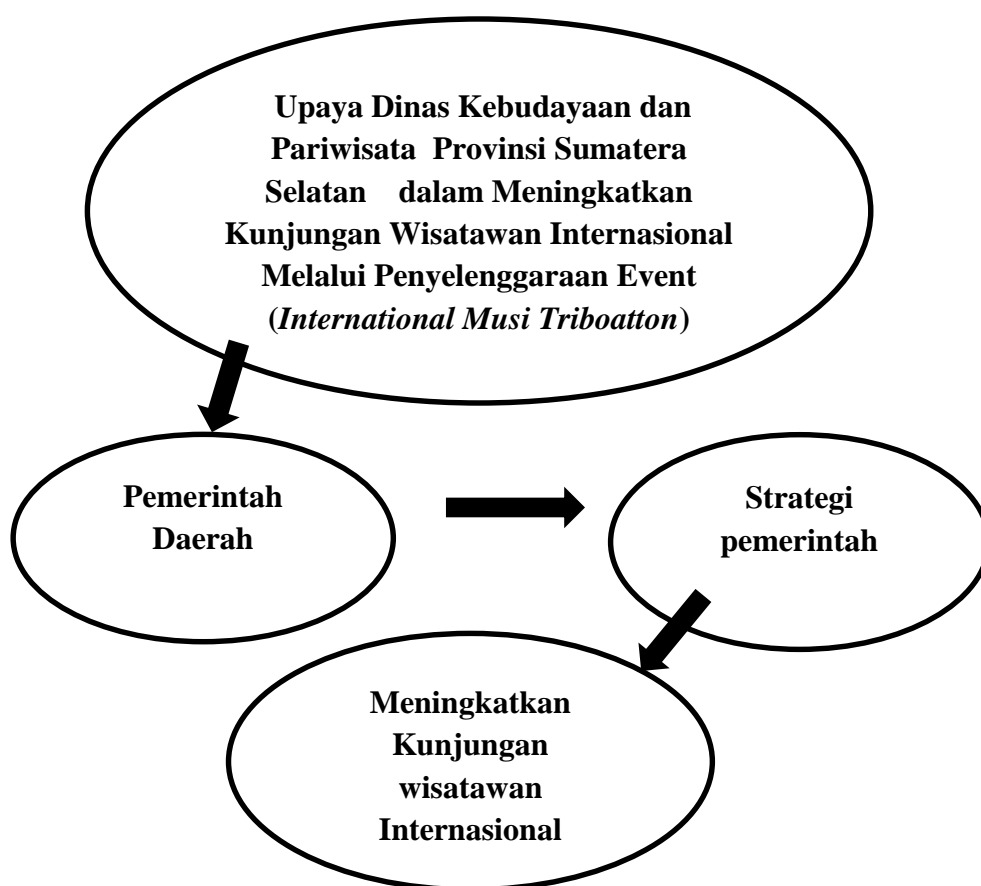 Upaya Dinas Kebudayaan dan
Pariwisata Provinsi Sumatera
Selatan dalam Meningkatkan
Kunjungan Wisatawan Internasional
Melalui Penyelenggaraan Event
(International Musi Triboatton)
Pemerintah
Daerah
Strategi
pemerintah
Meningkatkan
Kunjungan
wisatawan
Internasional